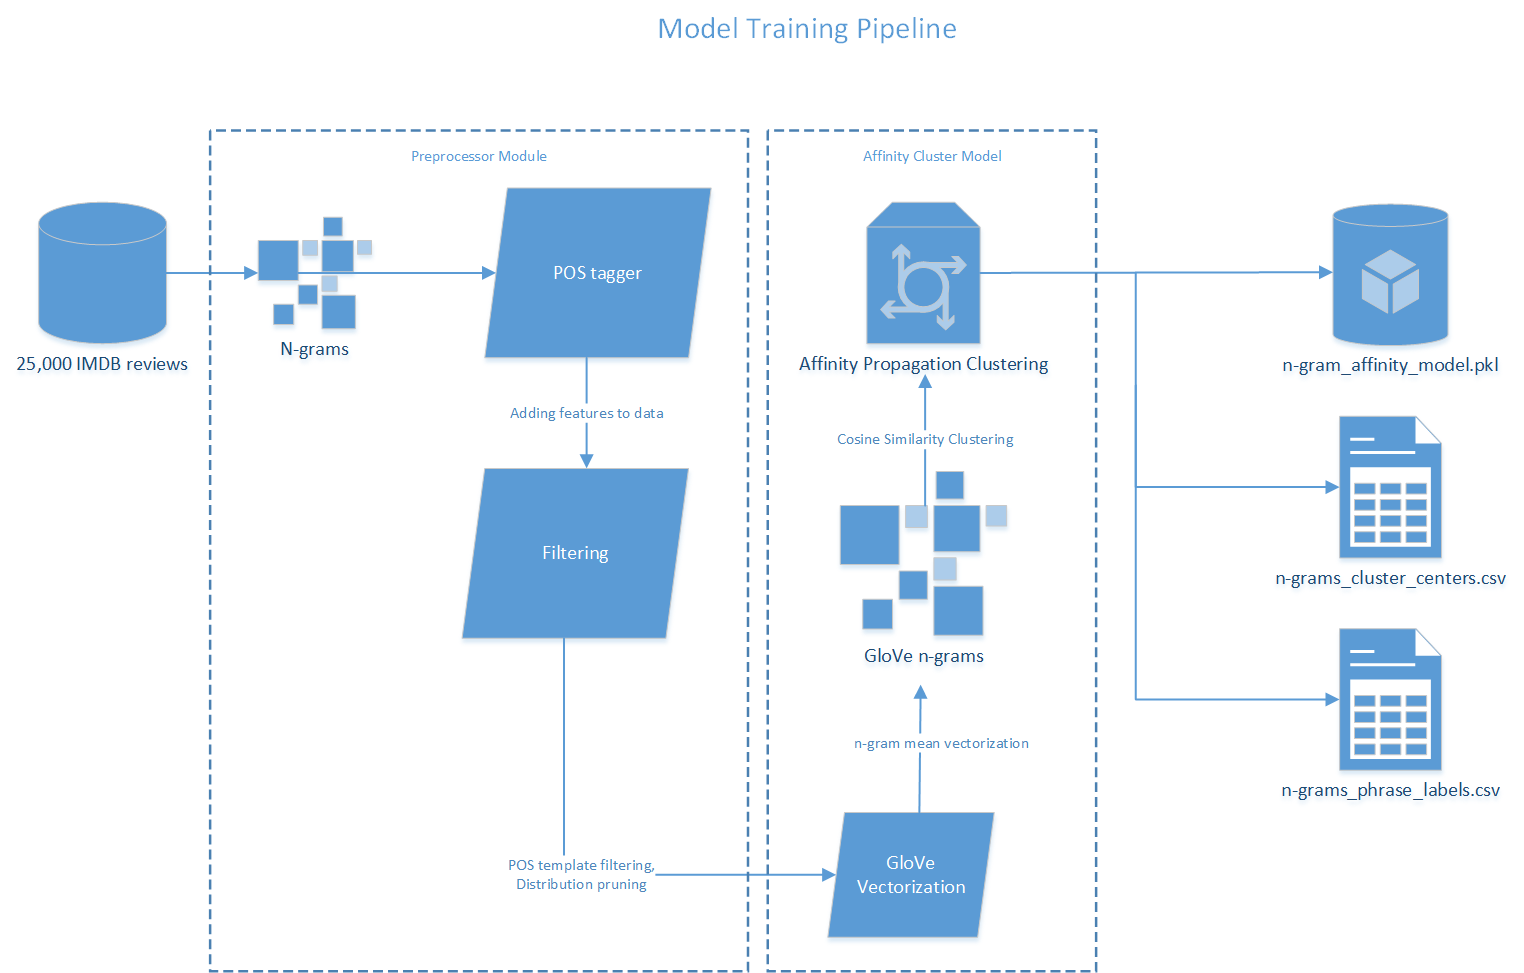 Model Training Pipeline
Preprocessor Module
Affinity Cluster Model
POS tagger
N-grams
25,000 IMDB reviews
Affinity Propagation Clustering
n-gram_affinity_model.pkl
Adding features to data
Cosine Similarity Clustering
Filtering
n-grams_cluster_centers.csv
GloVe n-grams
n-gram mean vectorization
n-grams_phrase_labels.csv
POS template filtering,
Distribution pruning
GloVe
Vectorization